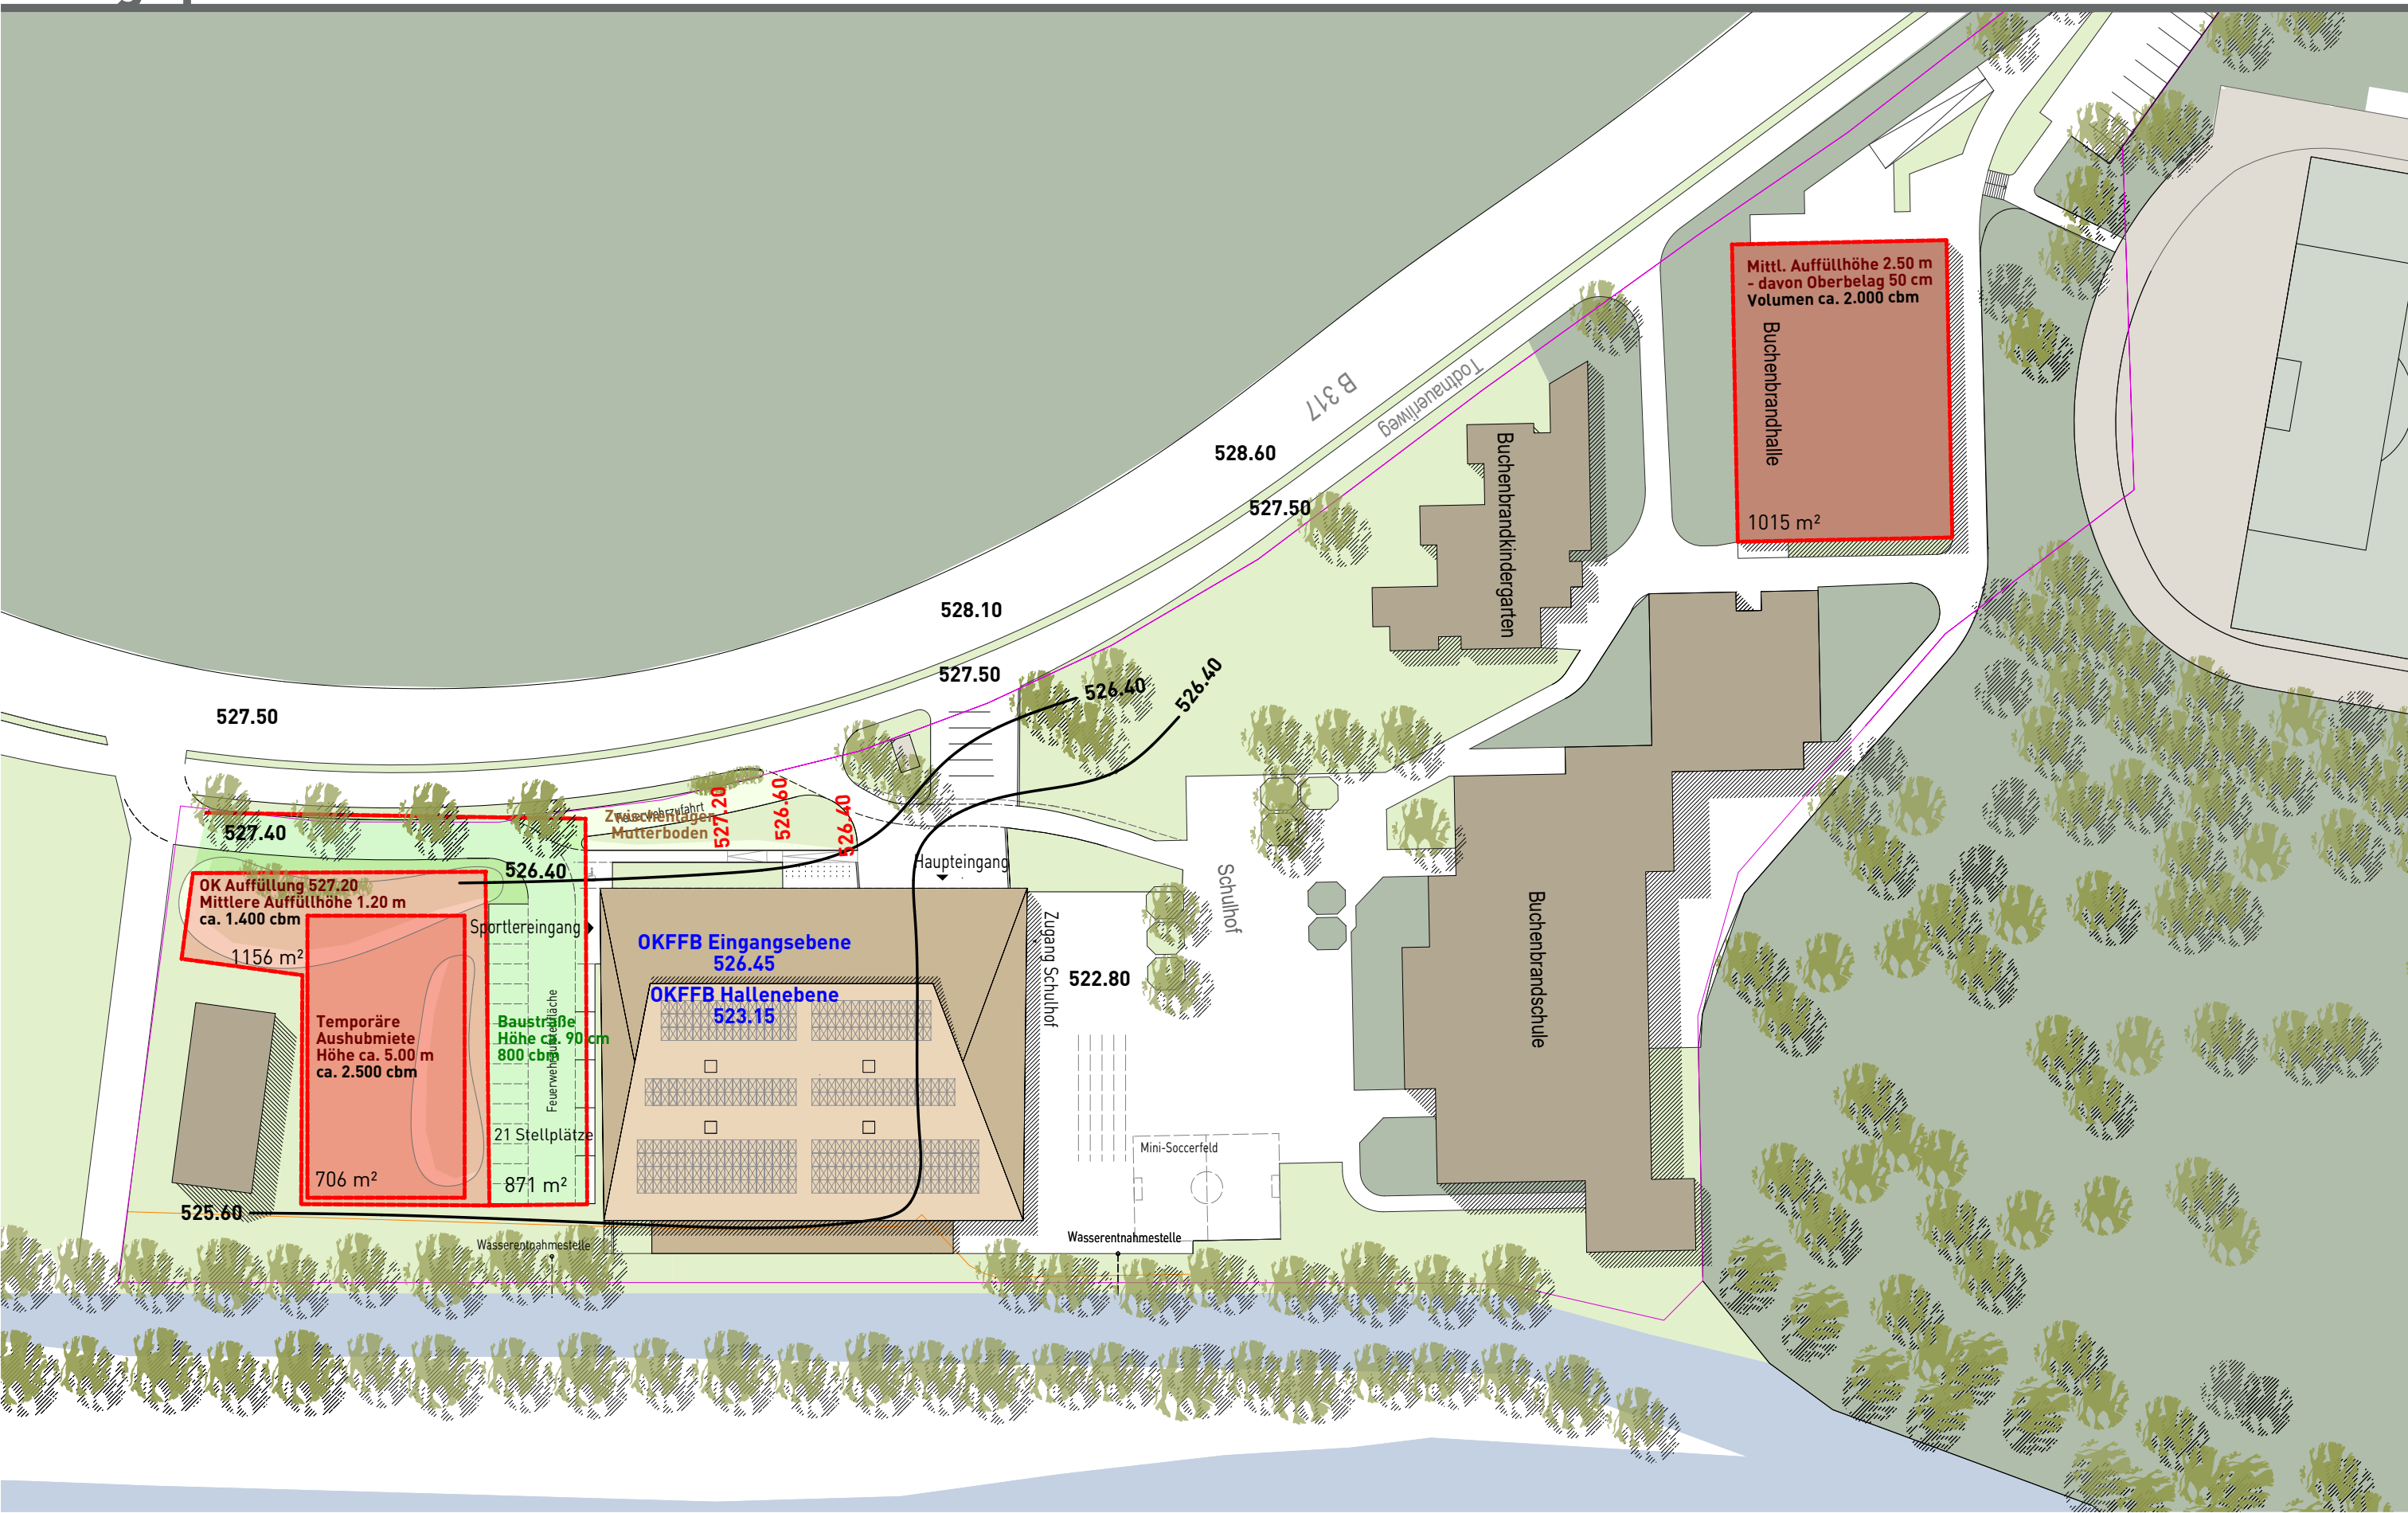 Mittl. Auffüllhöhe 2.50 m
- davon Oberbelag 50 cm
Volumen ca. 2.000 cbm
Buchenbrandhalle
1015 m²
B 317
Todtnauerliweg
528.60
527.50
Buchenbrandkindergarten
528.10
527.50
526.40
526.40
527.50
527.40
526.40
Feuerwehrzufahrt
Zwischenlager
Mutterboden
527.20
526.60
526.40
Haupteingang
OK Auffüllung 527.20
Mittlere Auffüllhöhe 1.20 m
ca. 1.400 cbm
1156 m²
Sportlereingang
OKFFB Eingangsebene
526.45
OKFFB Hallenebene
523.15
Zugang Schulhof
522.80
Schulhof
Buchenbrandschule
Temporäre
Aushubmiete
Höhe ca. 5.00 m
ca. 2.500 cbm
706 m²
Baustraße
Höhe ca. 90 cm
800 cbm
21 Stellplätze
871 m²
Mini-Soccerfeld
525.60
Wasserentnahmestelle
Wasserentnahmestelle